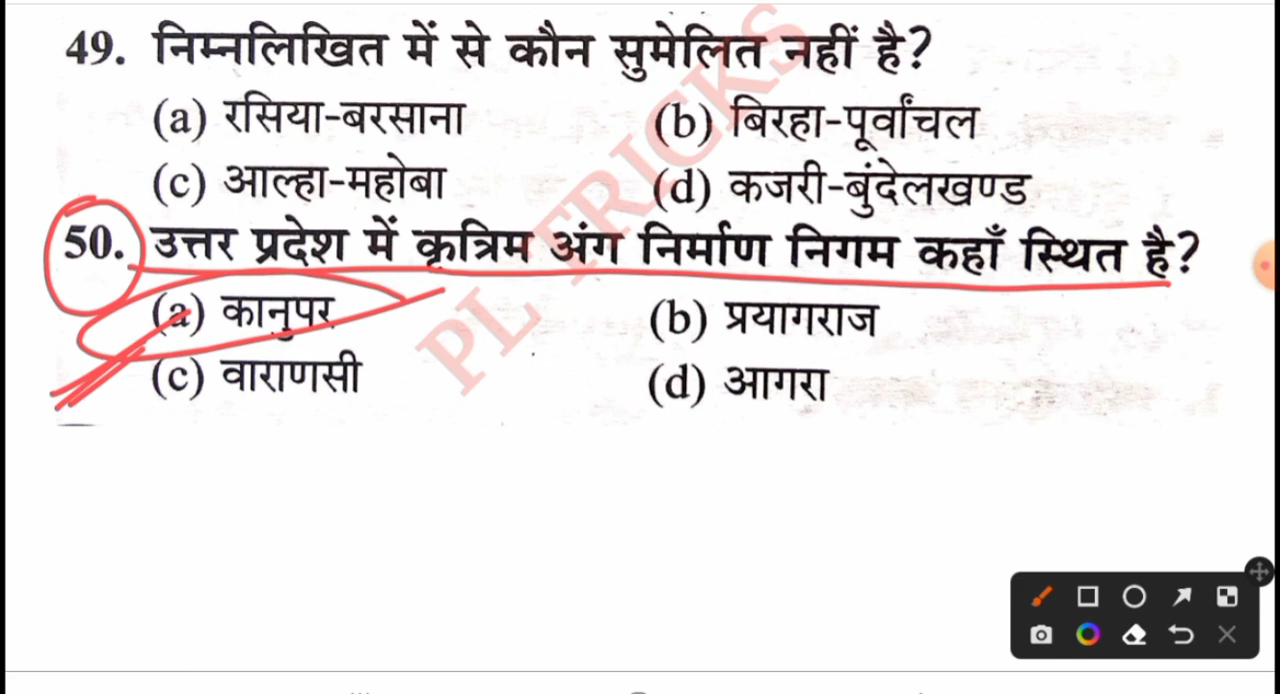 49. निम्नलिखित में से कौन सुमेलित नहीं है?
(a) रसिया-बरसाना (b) बिरहा-पूर्वांचल
(c) आल्हा-महोबा (d) कजरी-बुंदेलखण्ड
50. उत्तर प्रदेश में कृत्रिम अंग निर्माण निगम कहाँ स्थित है?
(a) कानुपर (b) प्रयागराज
(c) वाराणसी (d) आगरा
PL TRICKS